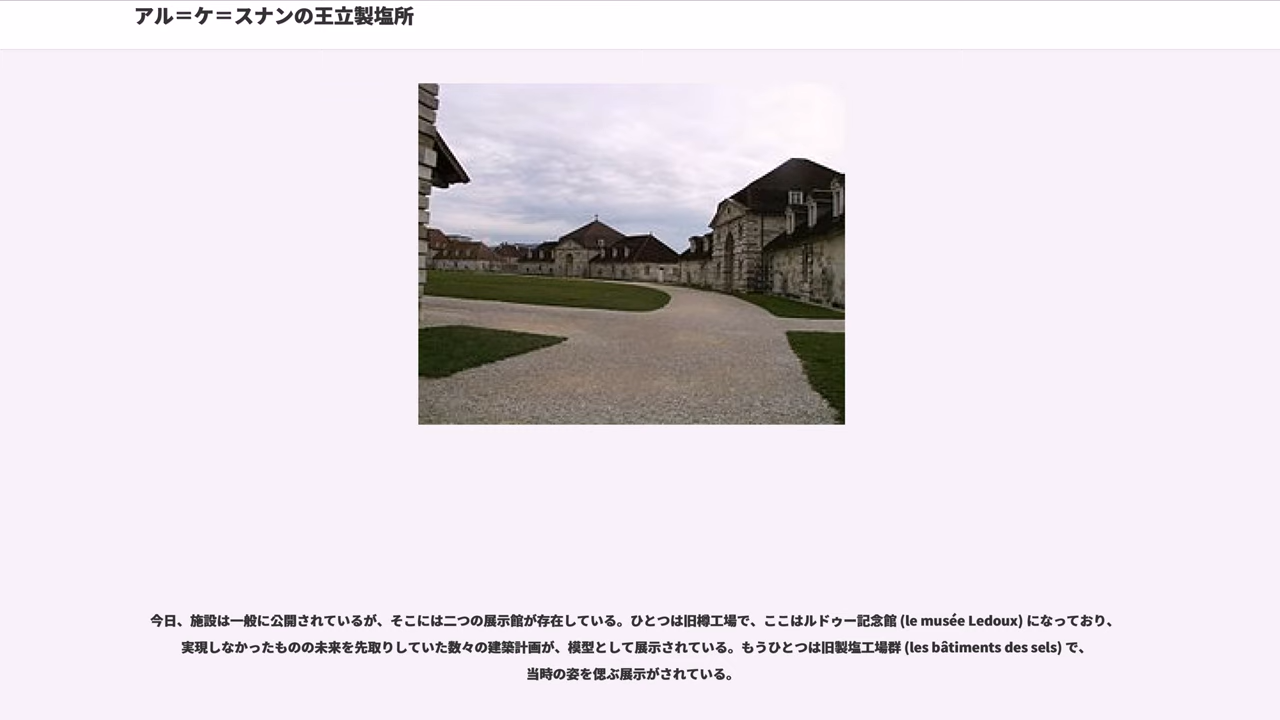 アル＝ケ＝スナンの王立製塩所
今日、施設は一般に公開されているが、そこには二つの展示館が存在している。ひとつは旧樽工場で、ここはルドゥー記念館 (le musée Ledoux) になっており、
実現しなかったものの未来を先取りしていた数々の建築計画が、模型として展示されている。もうひとつは旧製塩工場群 (les bâtiments des sels) で、
当時の姿を偲ぶ展示がされている。